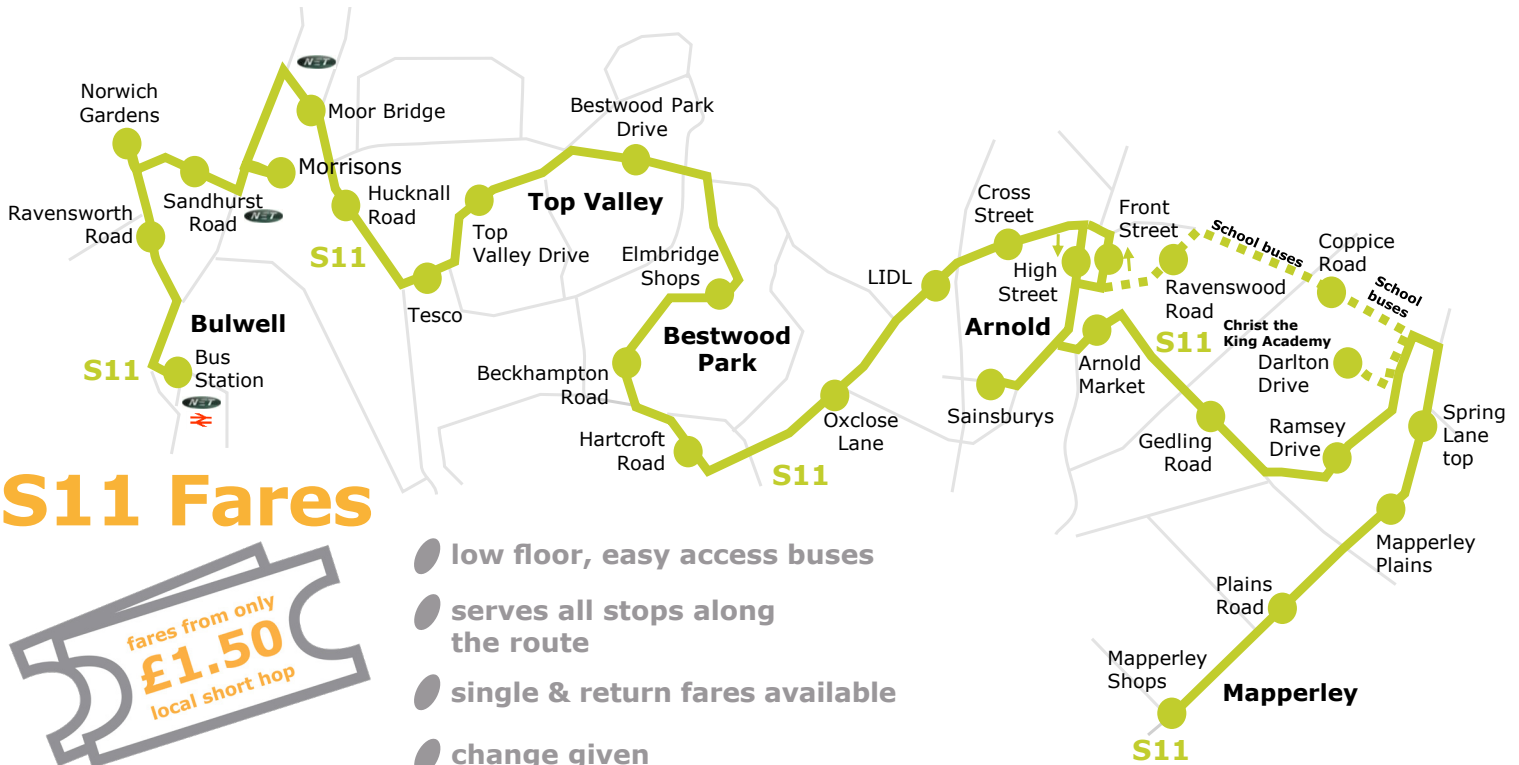 Norwich
Gardens
NET
Moor Bridge
Morrisons
Sandhurst
Road
NET
Ravensworth
Road
Hucknall
Road
S11
Bulwell
S11
Bus
Station
NET
Tesco
Top
Valley Drive
Top Valley
Bestwood Park
Drive
Elmbridge
Shops
Bestwood
Park
Beckhampton
Road
Hartcroft
Road
S11
Oxclose
Lane
LIDL
Cross
Street
High
Street
Front
Street
Arnold
Sainsburys
Arnold
Market
Ravenswood
Road
School buses
Coppice
Road
School
buses
S11
Christ the
King Academy
Darlton
Drive
Gedling
Road
Ramsey
Drive
Spring
Lane
top
Mapperley
Plains
Plains
Road
Mapperley
Shops
Mapperley
S11
S11 Fares
fares from only
£1.50
local short hop
low floor, easy access buses
serves all stops along
the route
single & return fares available
change given